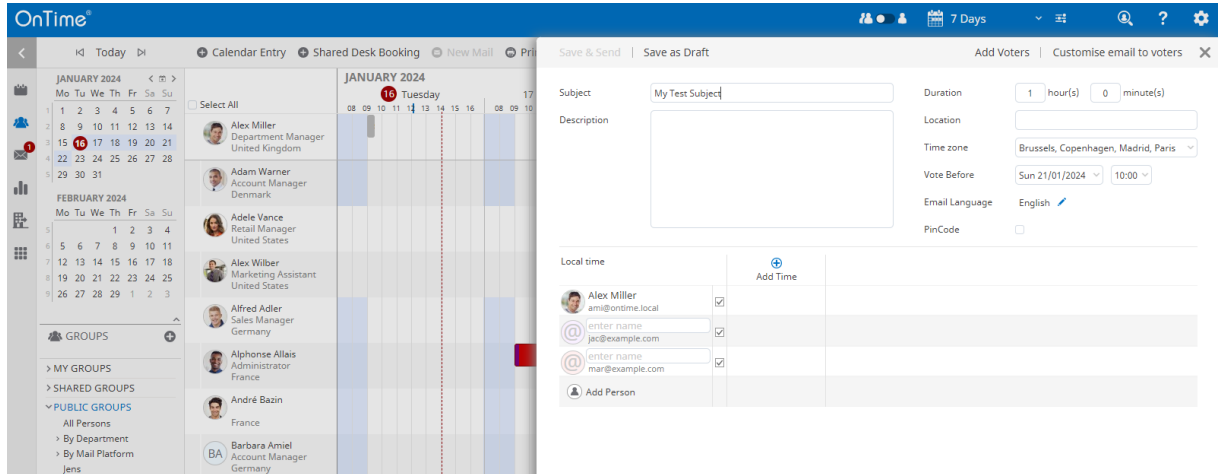 OnTime®
7 Days
Today
Calendar Entry
Shared Desk Booking
New Mail
Pri
Save & Send
Save as Draft
Add Voters
Customise email to voters
JANUARY 2024
Mo Tu We Th Fr Sa Su
1 1 2 3 4 5 6 7
2 8 9 10 11 12 13 14
3 15 16 17 18 19 20 21
4 22 23 24 25 26 27 28
5 29 30 31
FEBRUARY 2024
Mo Tu We Th Fr Sa Su
5 1 2 3 4
6 5 6 7 8 9 10 11
7 12 13 14 15 16 17 18
8 19 20 21 22 23 24 25
9 26 27 28 29 1 2 3
1
GROUPS
MY GROUPS
SHARED GROUPS
PUBLIC GROUPS
All Persons
By Department
By Mail Platform
Jens
Select All
JANUARY 2024
16 Tuesday
17
08 09 10 11 12 13 14 15 16 08 09 10
Alex Miller
Department Manager
United Kingdom
Adam Warner
Account Manager
Denmark
Adele Vance
Retail Manager
United States
Alex Wilber
Marketing Assistant
United States
Alfred Adler
Sales Manager
Germany
Alphonse Allais
Administrator
France
André Bazin
France
BA
Barbara Amiel
Account Manager
Germany
Subject
My Test Subject
Description
Duration
1 hour(s) 0 minute(s)
Location
Time zone
Brussels, Copenhagen, Madrid, Paris
Vote Before
Sun 21/01/2024
10:00
Email Language
English
PinCode
Local time
Add Time
Alex Miller
ami@ontime.local
@
enter name
jac@example.com
@
enter name
mar@example.com
Add Person